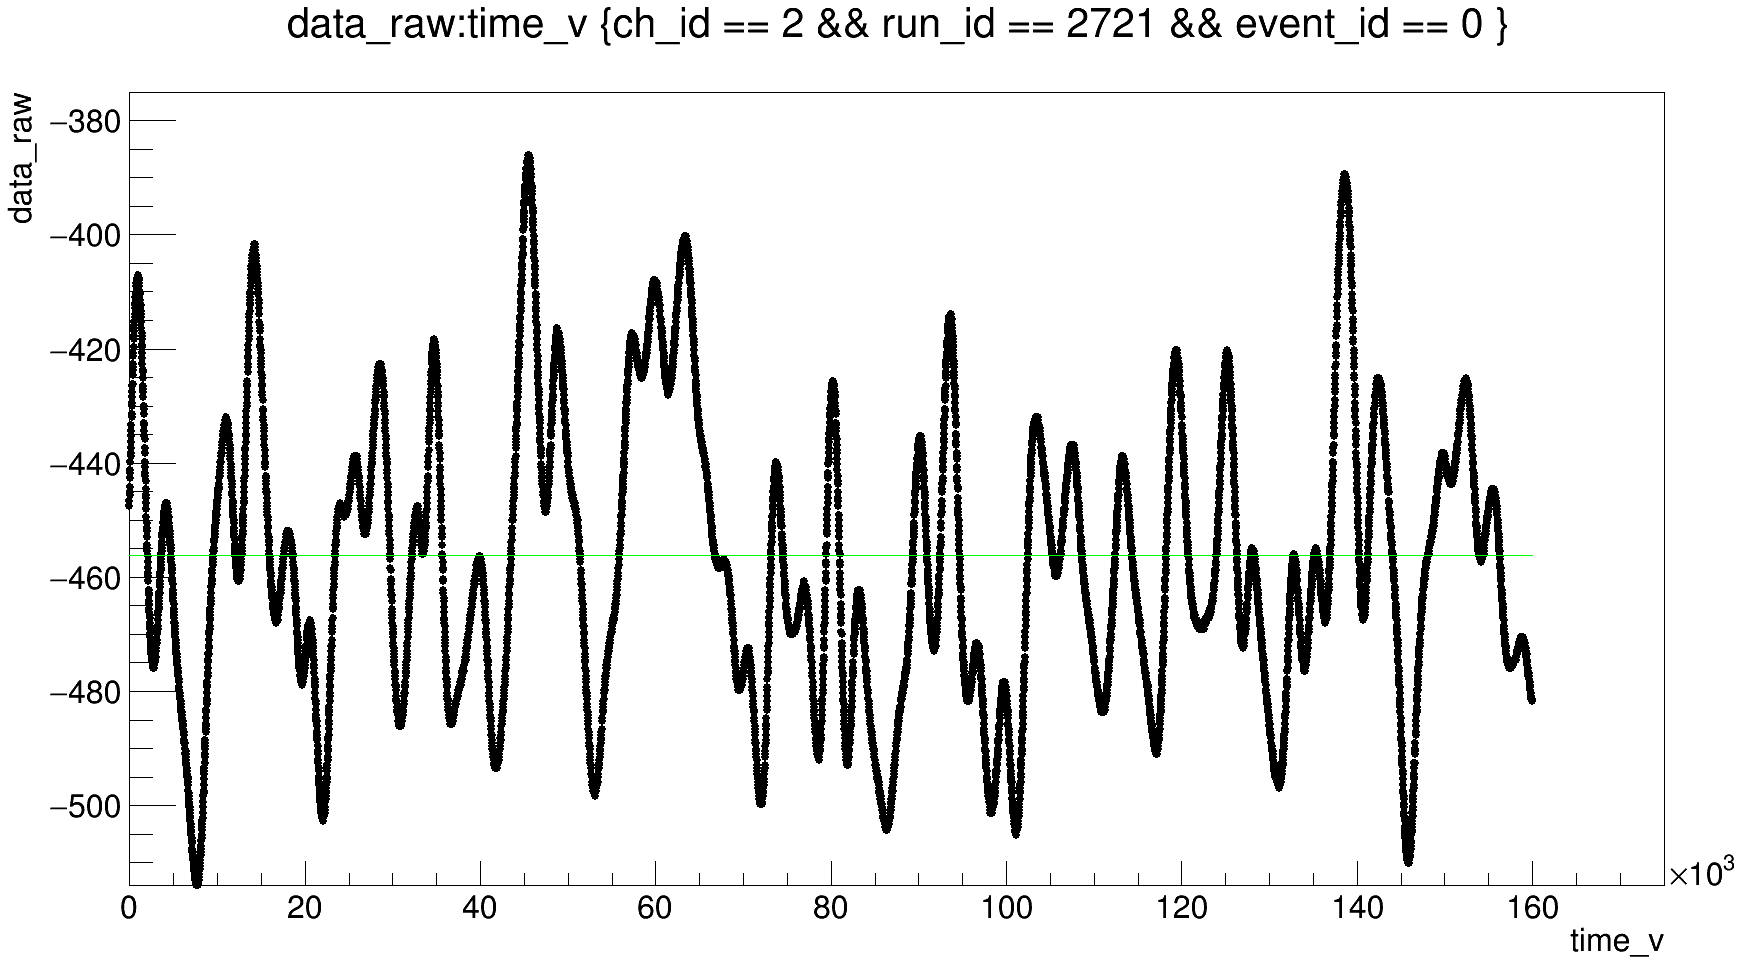 data_raw:time_v {ch_id == 2 && run_id == 2721 && event_id == 0 }
data_raw
−380
−400
−420
−440
−460
−480
−500
0 20 40 60 80 100 120 140 160
×10³
time_v